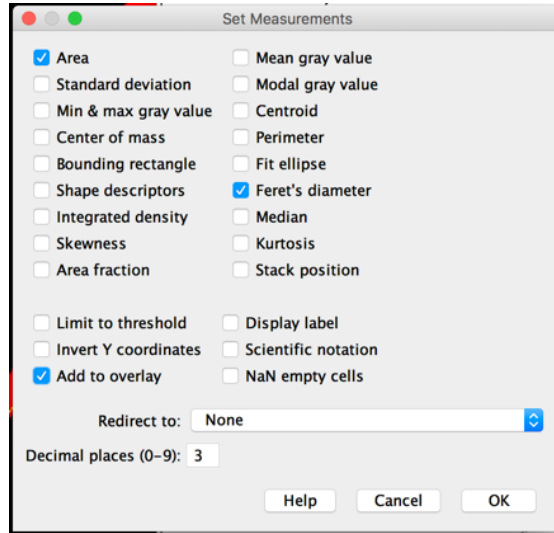 Set Measurements
Area Mean gray value
Standard deviation Modal gray value
Min & max gray value Centroid
Center of mass Perimeter
Bounding rectangle Fit ellipse
Shape descriptors Feret's diameter
Integrated density Median
Skewness Kurtosis
Area fraction Stack position
Limit to threshold Display label
Invert Y coordinates Scientific notation
Add to overlay NaN empty cells
Redirect to: None
Decimal places (0-9): 3
Help Cancel OK